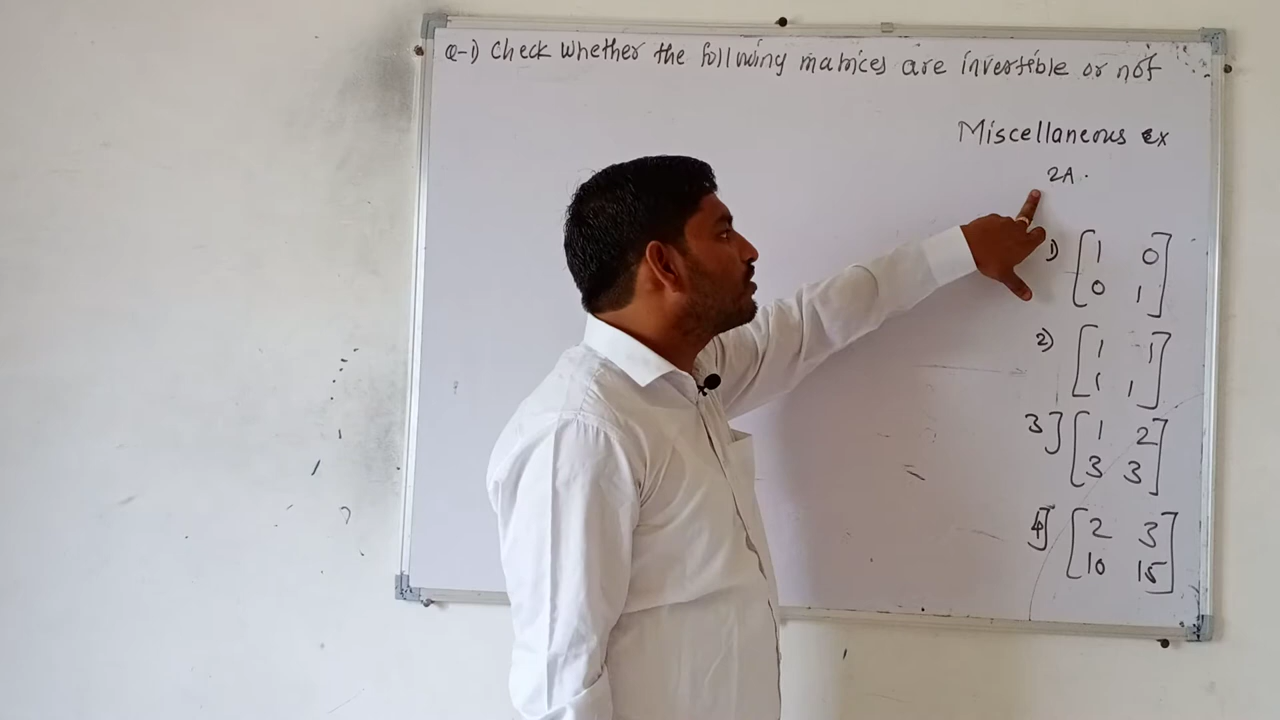 Q-1) Check whether the following matrices are invertible or not
Miscellaneous ex
2A.
1) [1 0
0 1]
2) [1 1
1 1]
3] [1 2
3 3]
4] [2 3
10 15]